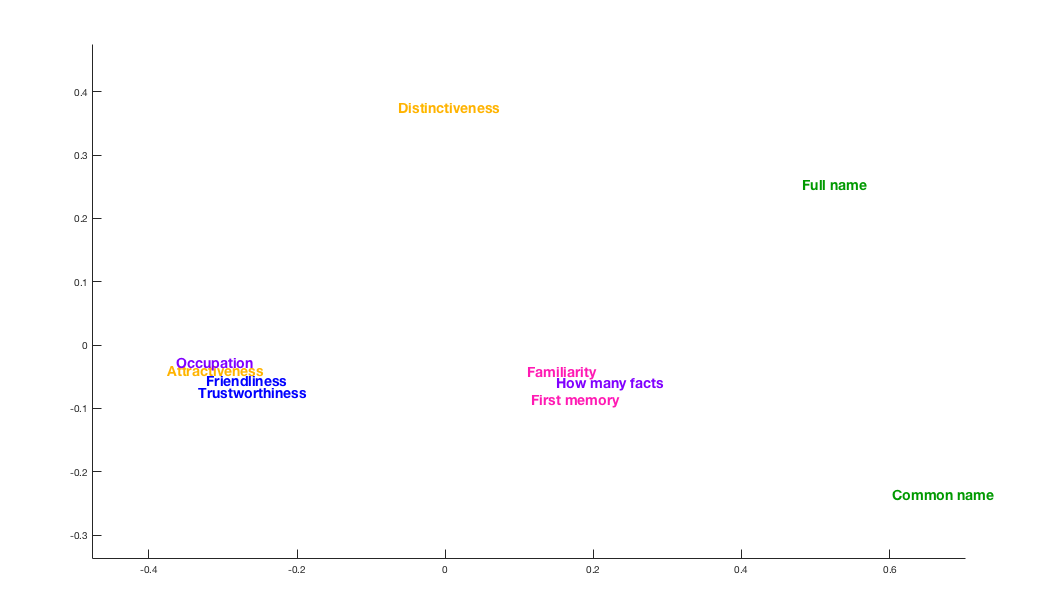 0.4
Distinctiveness
0.3
Full name
0.2
0.1
0
Occupation
Attractiveness
Familiarity
Friendliness
How many facts
Trustworthiness
First memory
-0.1
-0.2
Common name
-0.3
-0.4
-0.2
0
0.2
0.4
0.6